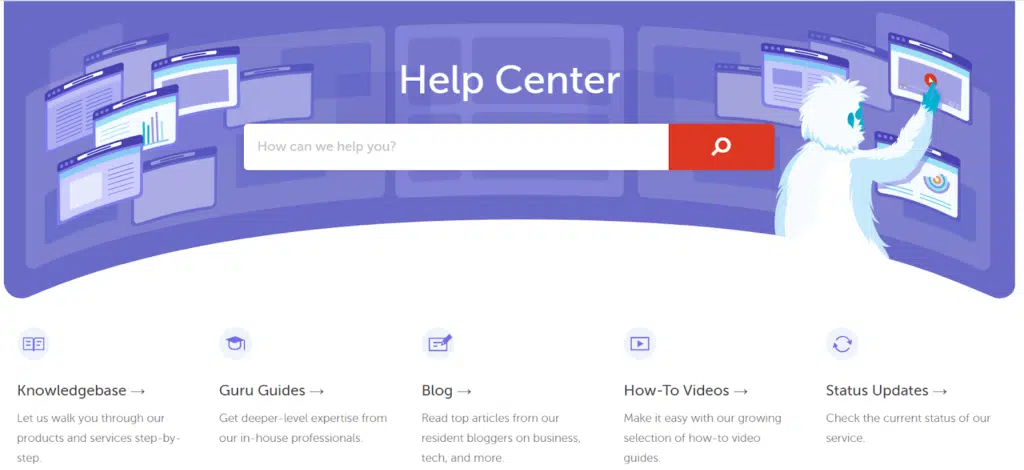 Help Center
How can we help you?
Knowledgebase →
Let us walk you through our
products and services step-by-
step.
Guru Guides →
Get deeper-level expertise from
our in-house professionals.
Blog →
Read top articles from our
resident bloggers on business,
tech, and more.
How-To Videos →
Make it easy with our growing
selection of how-to video
guides.
Status Updates →
Check the current status of our
service.